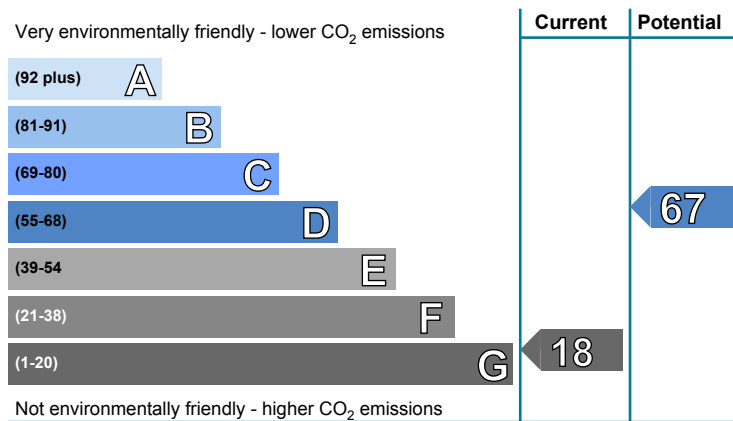 Current Potential
Very environmentally friendly - lower CO₂ emissions
(92 plus) A
(81-91) B
(69-80) C
(55-68) D
67
(39-54 E
(21-38) F
(1-20) G 18
Not environmentally friendly - higher CO₂ emissions